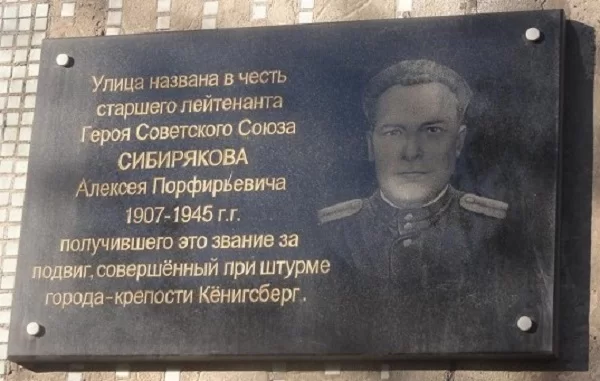 Улица названа в честь
старшего лейтенанта
Героя Советского Союза
СИБИРЯКОВА
Алексея Порфирьевича
1907-1945 г.г.
получившего это звание за
подвиг, совершённый при штурме
города-крепости Кёнигсберг.